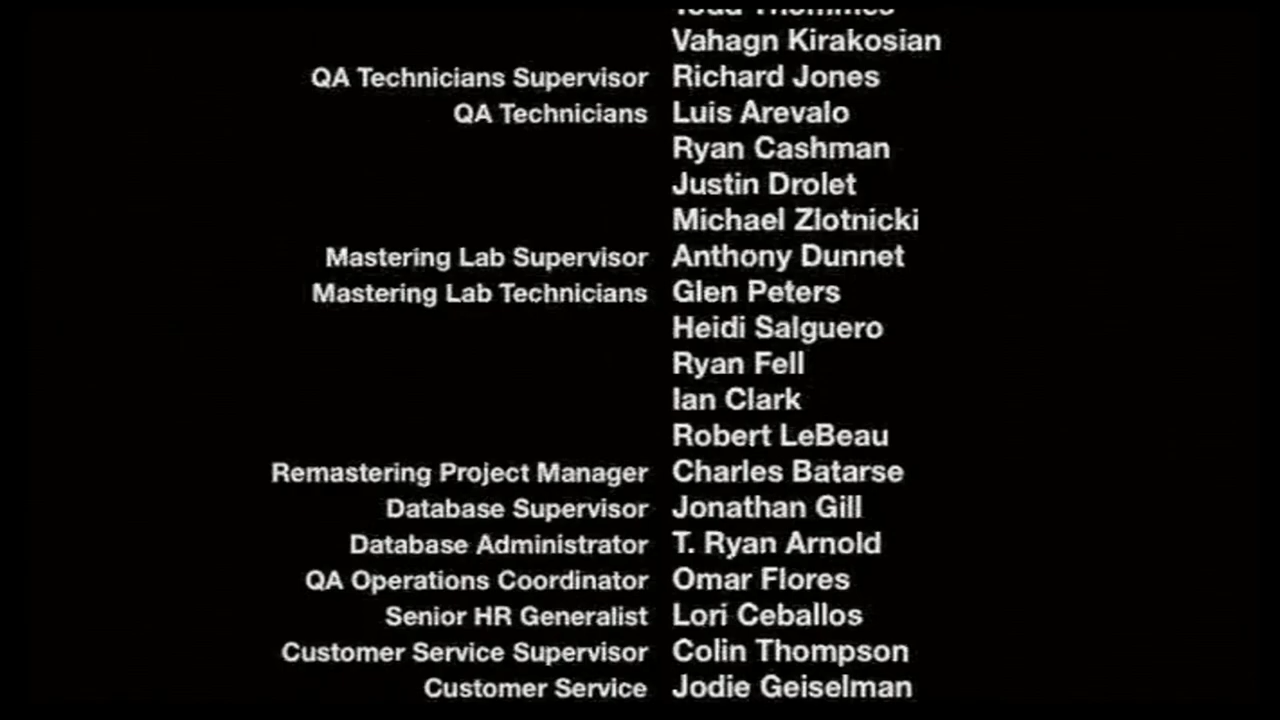 Vahagn Kirakosian
QA Technicians Supervisor Richard Jones
QA Technicians Luis Arevalo
Ryan Cashman
Justin Drolet
Michael Zlotnicki
Mastering Lab Supervisor Anthony Dunnet
Mastering Lab Technicians Glen Peters
Heidi Salguero
Ryan Fell
Ian Clark
Robert LeBeau
Remastering Project Manager Charles Batarse
Database Supervisor Jonathan Gill
Database Administrator T. Ryan Arnold
QA Operations Coordinator Omar Flores
Senior HR Generalist Lori Ceballos
Customer Service Supervisor Colin Thompson
Customer Service Jodie Geiselman